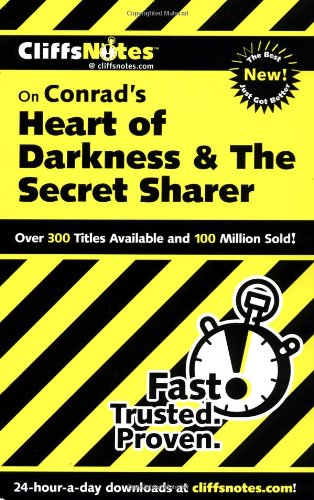 CliffsNotes™
@ cliffsnotes.com
The Best
New!
Just Got Better
On Conrad's
Heart of
Darkness & The
Secret Sharer
Over 300 Titles Available and 100 Million Sold!
Fast.
Trusted.
Proven.
24-hour-a-day downloads at cliffsnotes.com!